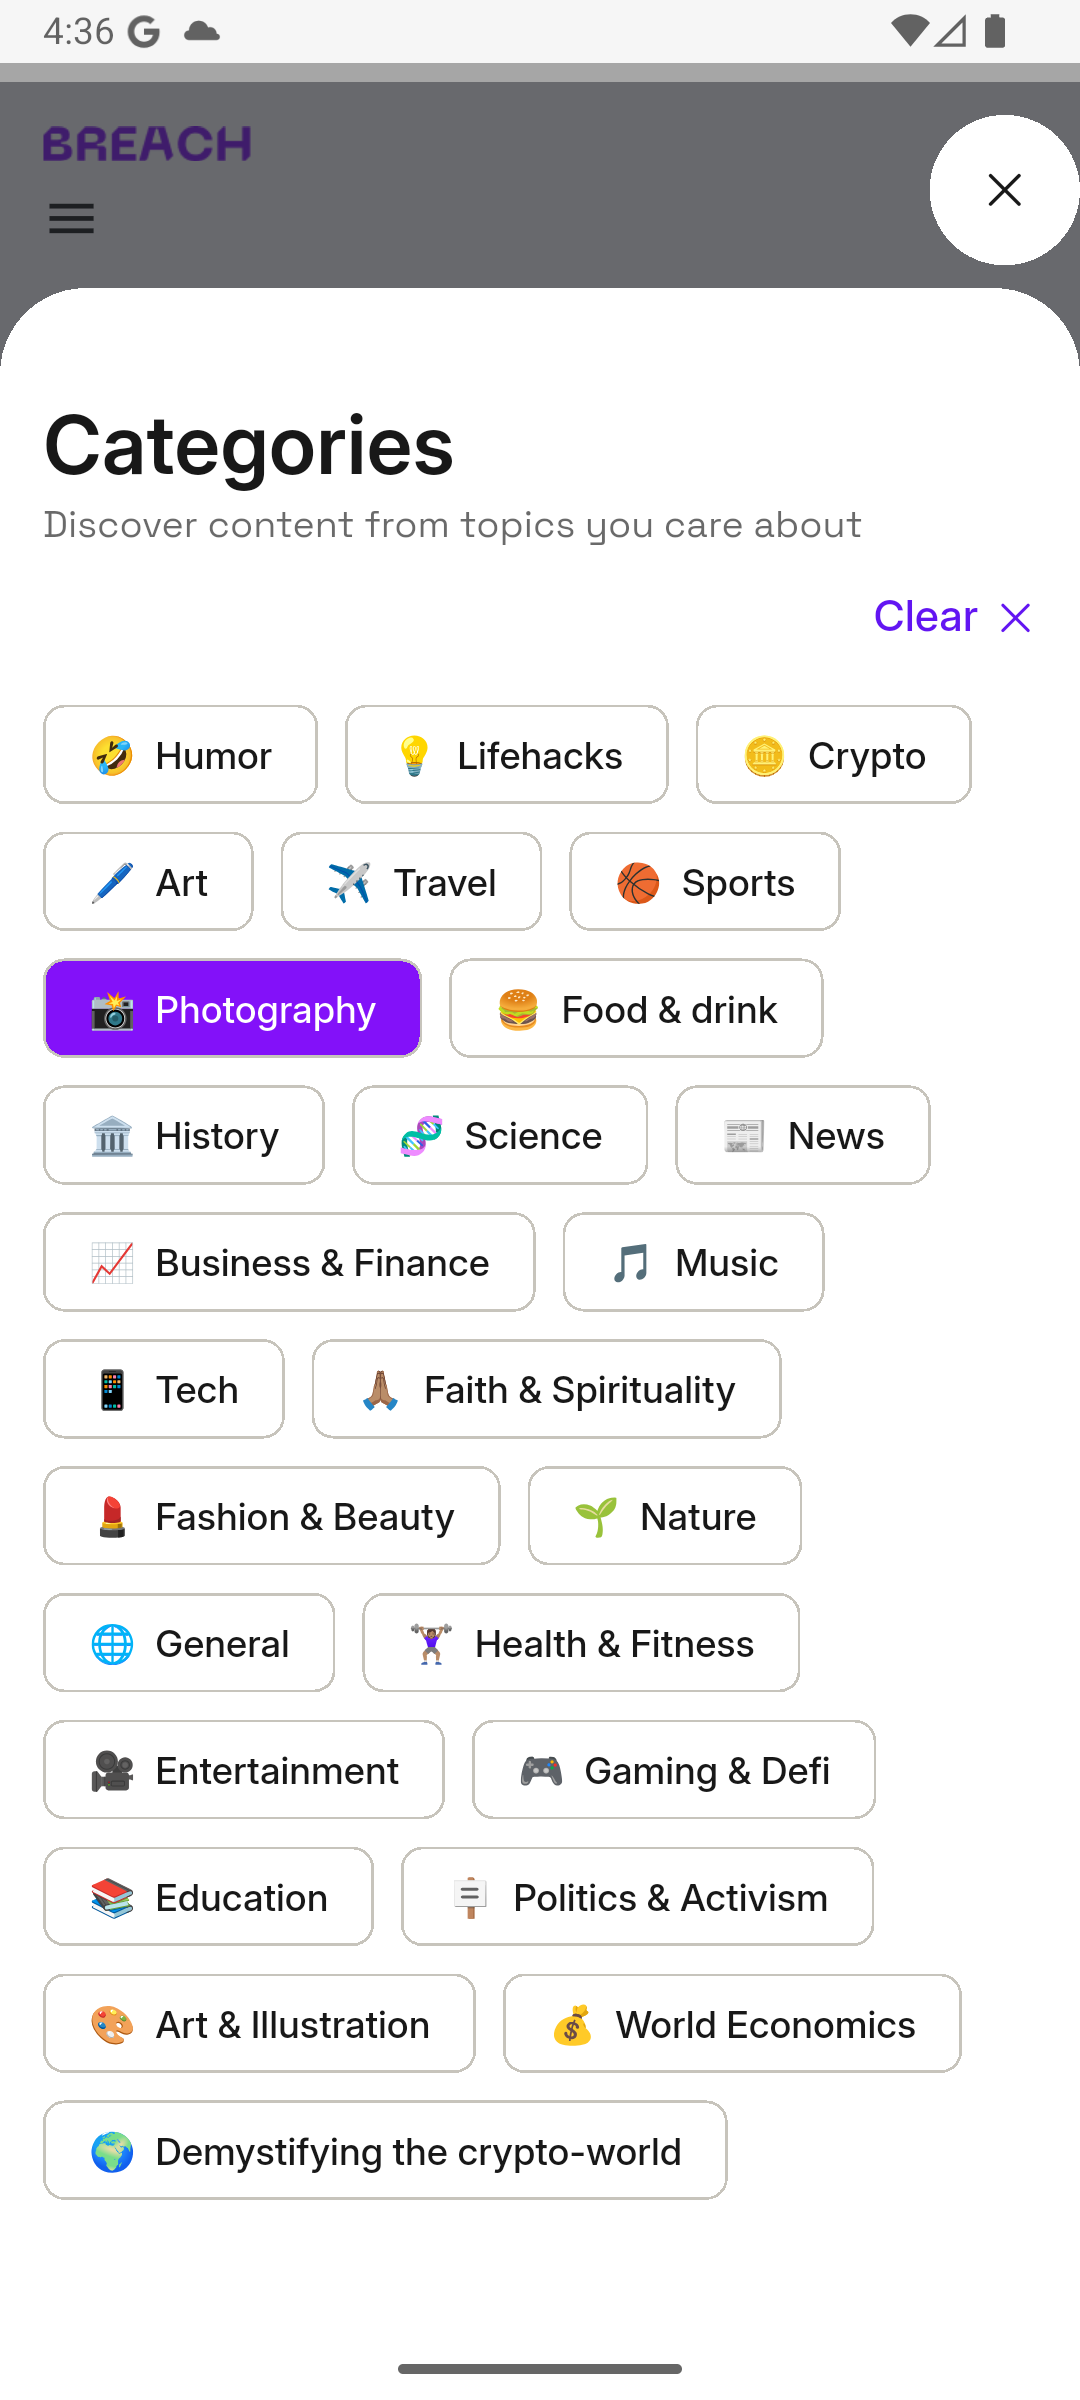 4:36
BREACH
Categories
Discover content from topics you care about
Clear
Humor Lifehacks Crypto
Art Travel Sports
Photography Food & drink
History Science News
Business & Finance Music
Tech Faith & Spirituality
Fashion & Beauty Nature
General Health & Fitness
Entertainment Gaming & Defi
Education Politics & Activism
Art & Illustration World Economics
Demystifying the crypto-world